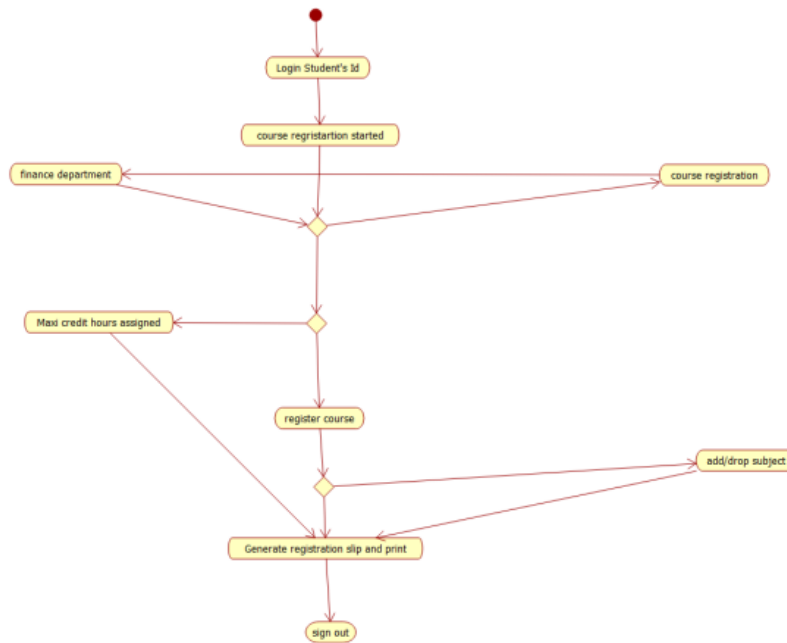 Login Student's Id
course regristartion started
finance department
course registration
Maxi credit hours assigned
register course
add/drop subject
Generate registration slip and print
sign out